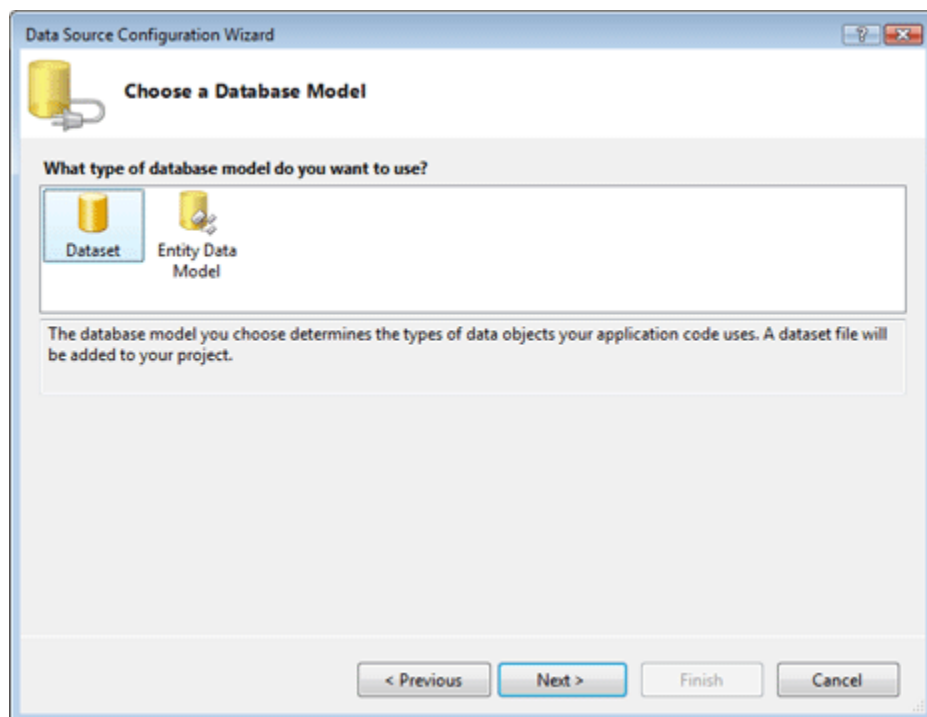 Data Source Configuration Wizard
Choose a Database Model
What type of database model do you want to use?
Dataset
Entity Data
Model
The database model you choose determines the types of data objects your application code uses. A dataset file will
be added to your project.
< Previous
Next >
Finish
Cancel